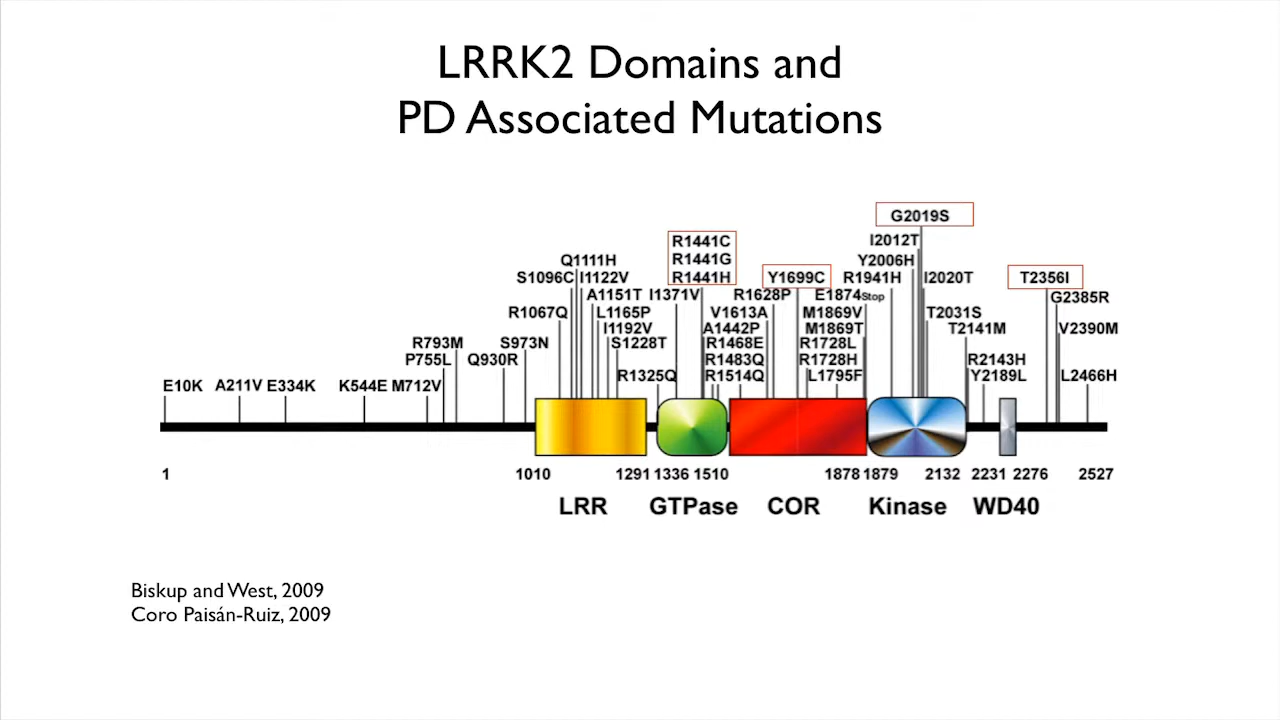 LRRK2 Domains and
PD Associated Mutations
G2019S
R1441C
I2012T
Q1111H
R1441G
Y2006H
S1096C I1122V
R1441H
Y1699C
R1941H
I2020T
T2356I
A1151T
I1371V
R1628P
E1874Stop
G2385R
R1067Q
L1165P
V1613A
M1869V
T2031S
I1192V
A1442P
M1869T
T2141M
V2390M
R793M
S973N
S1228T
R1468E
R1728L
P755L
Q930R
R1483Q
R1728H
R2143H
R1325Q
R1514Q
L1795F
Y2189L
L2466H
E10K A211V E334K K544E M712V
1 1010 1291 1336 1510 1878 1879 2132 2231 2276 2527
LRR GTPase COR Kinase WD40
Biskup and West, 2009
Coro Paisán-Ruiz, 2009